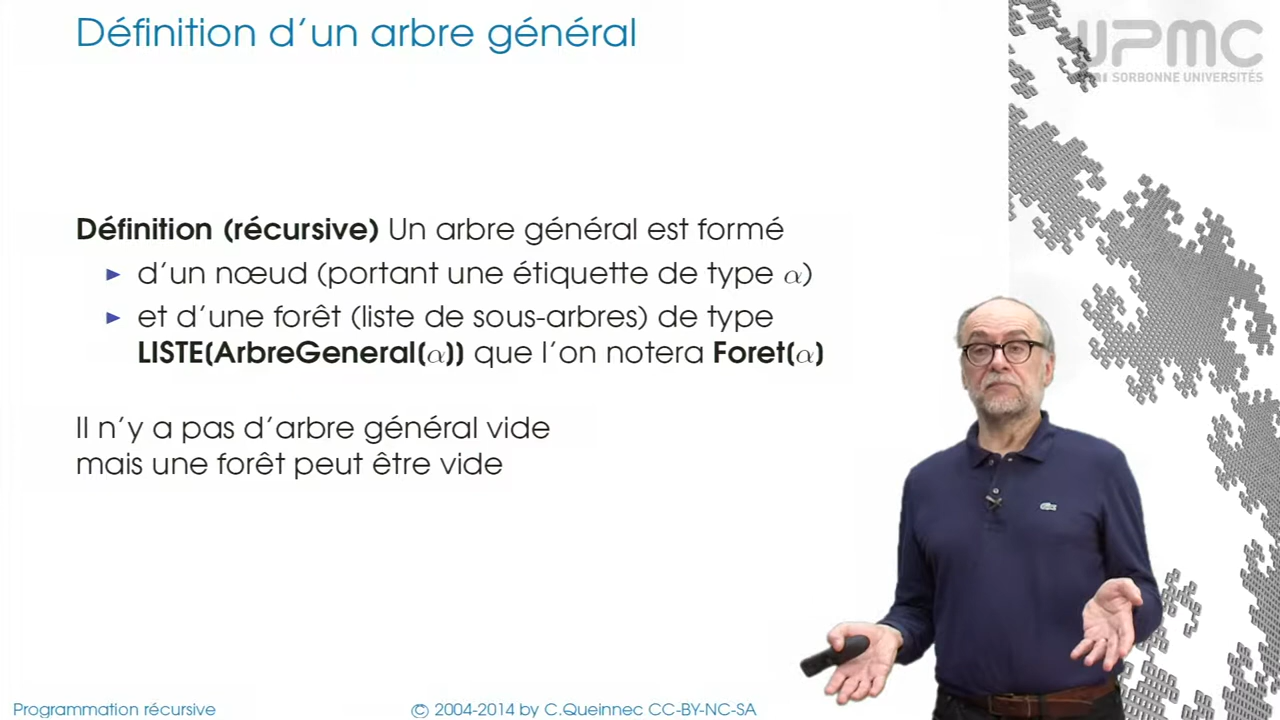 Définition d'un arbre général
UPMC
SORBONNE UNIVERSITÉS
Définition (récursive) Un arbre général est formé
► d'un nœud (portant une étiquette de type α)
► et d'une forêt (liste de sous-arbres) de type
LISTE[ArbreGeneral[α]] que l'on notera Foret[α]
Il n'y a pas d'arbre général vide
mais une forêt peut être vide
Programmation récursive
© 2004-2014 by C.Queinnec CC-BY-NC-SA